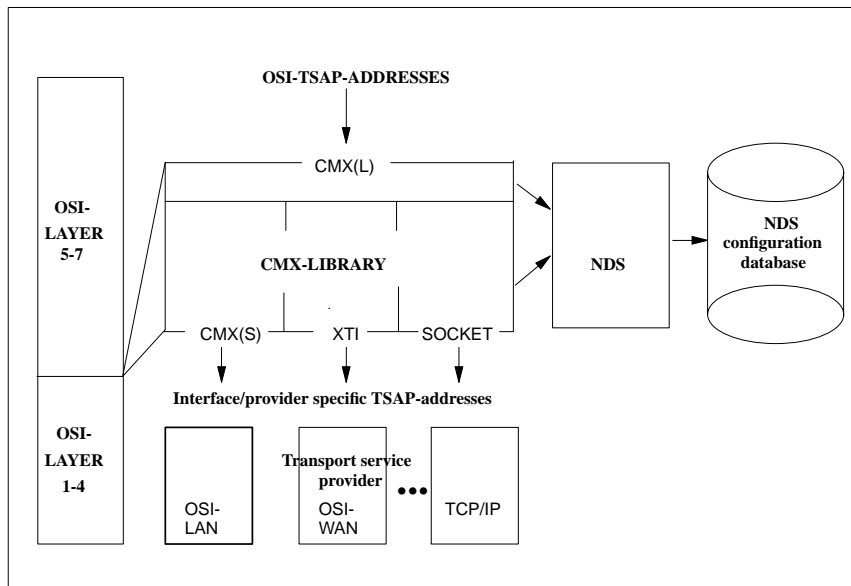 OSI-TSAP-ADDRESSES
CMX(L)
OSI-
LAYER
5-7
CMX-LIBRARY
NDS
NDS
configuration
database
CMX(S)
XTI
SOCKET
Interface/provider specific TSAP-addresses
OSI-
LAYER
1-4
Transport service
provider
OSI-
LAN
OSI-
WAN
•••
TCP/IP